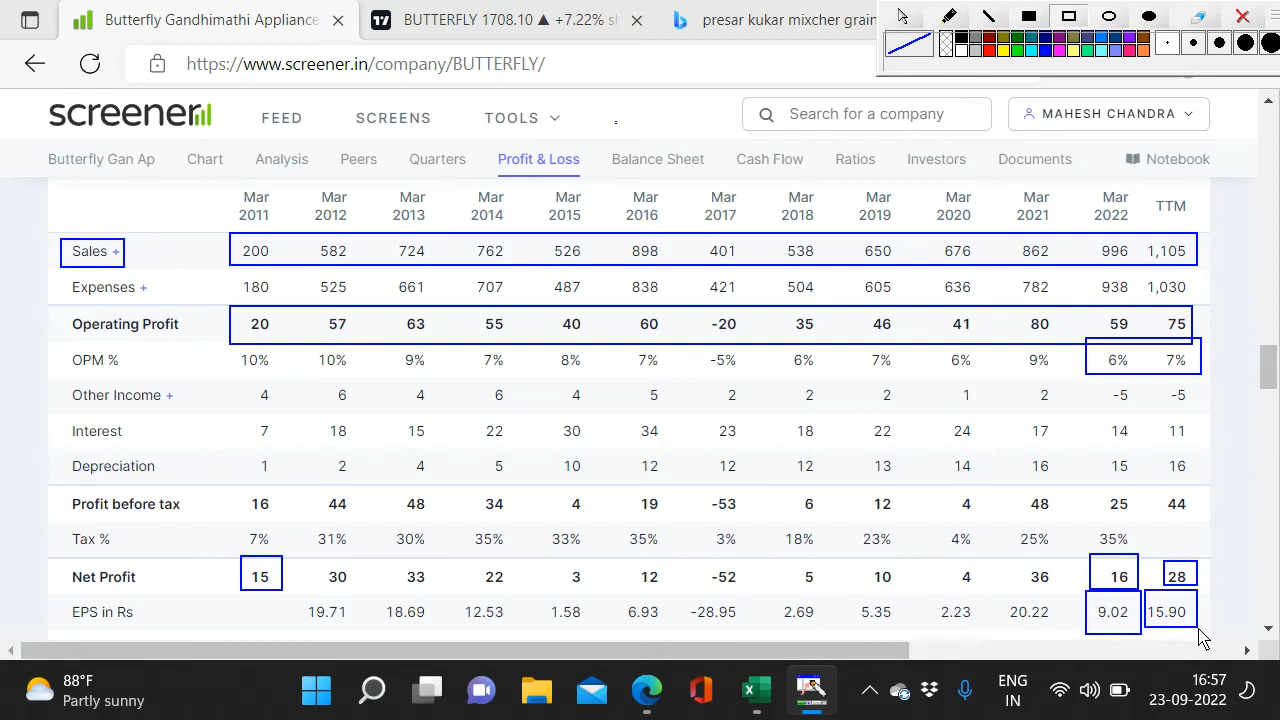 Butterfly Gandhimathi Appliance
BUTTERFLY 1708.10 ▲ +7.22%
presar kukar mixcher grain
https://www.screener.in/company/BUTTERFLY/
screener
FEED
SCREENS
TOOLS
Search for a company
MAHESH CHANDRA
Butterfly Gan Ap Chart Analysis Peers Quarters Profit & Loss Balance Sheet Cash Flow Ratios Investors Documents Notebook
Mar 2011 Mar 2012 Mar 2013 Mar 2014 Mar 2015 Mar 2016 Mar 2017 Mar 2018 Mar 2019 Mar 2020 Mar 2021 Mar 2022 TTM
Sales + 200 582 724 762 526 898 401 538 650 676 862 996 1,105
Expenses + 180 525 661 707 487 838 421 504 605 636 782 938 1,030
Operating Profit 20 57 63 55 40 60 -20 35 46 41 80 59 75
OPM % 10% 10% 9% 7% 8% 7% -5% 6% 7% 6% 9% 6% 7%
Other Income + 4 6 4 6 4 5 2 2 2 1 2 -5 -5
Interest 7 18 15 22 30 34 23 18 22 24 17 14 11
Depreciation 1 2 4 5 10 12 12 12 13 14 16 15 16
Profit before tax 16 44 48 34 4 19 -53 6 12 4 48 25 44
Tax % 7% 31% 30% 35% 33% 35% 3% 18% 23% 4% 25% 35%
Net Profit 15 30 33 22 3 12 -52 5 10 4 36 16 28
EPS in Rs 19.71 18.69 12.53 1.58 6.93 -28.95 2.69 5.35 2.23 20.22 9.02 15.90
88°F
Partly sunny
ENG
IN
16:57
23-09-2022